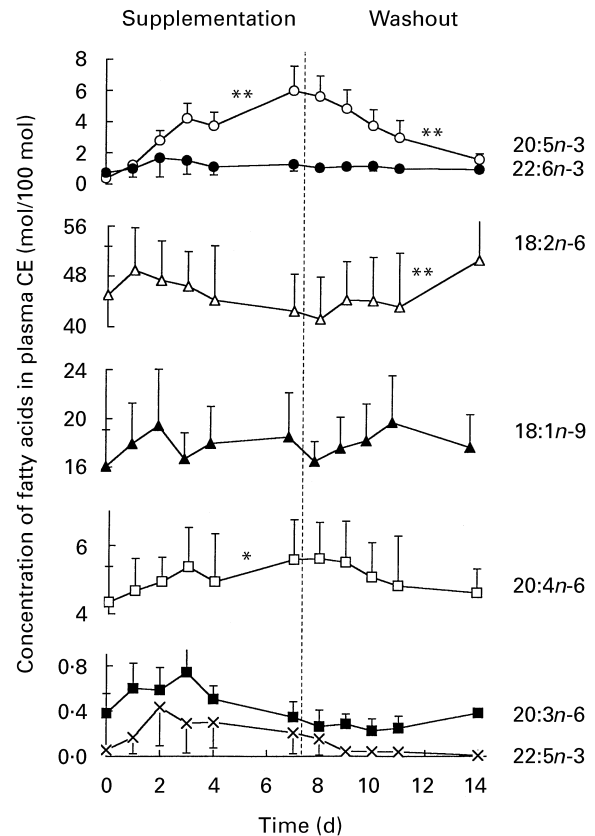 Supplementation Washout
Concentration of fatty acids in plasma CE (mol/100 mol)
8
6
4
2
0
**
**
20:5n-3
22:6n-3
56
48
40
**
18:2n-6
24
20
16
18:1n-9
6
4
*
20:4n-6
0·8
0·4
0·0
20:3n-6
22:5n-3
0 2 4 6 8 10 12 14
Time (d)